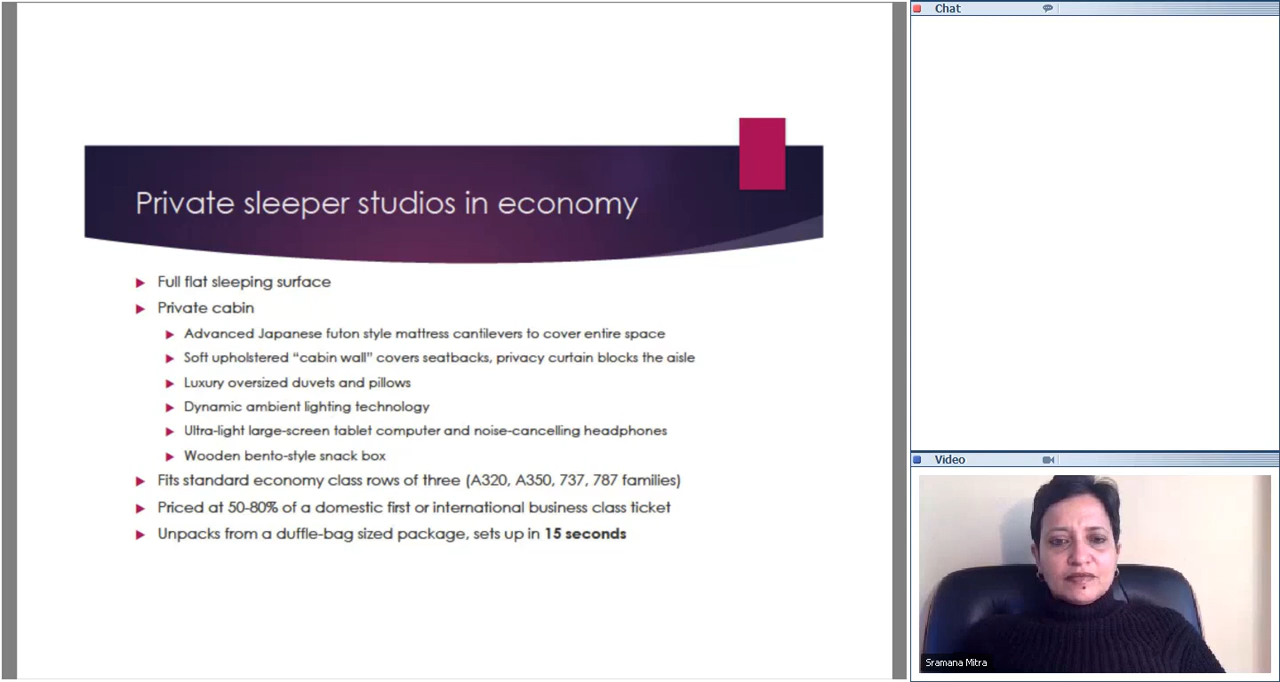 Private sleeper studios in economy
Full flat sleeping surface
Private cabin
Advanced Japanese futon style mattress cantilevers to cover entire space
Soft upholstered “cabin wall” covers seatbacks, privacy curtain blocks the aisle
Luxury oversized duvets and pillows
Dynamic ambient lighting technology
Ultra-light large-screen tablet computer and noise-cancelling headphones
Wooden bento-style snack box
Fits standard economy class rows of three (A320, A350, 737, 787 families)
Priced at 50-80% of a domestic first or international business class ticket
Unpacks from a duffle-bag sized package, sets up in 15 seconds
Chat
Video
Sramana Mitra